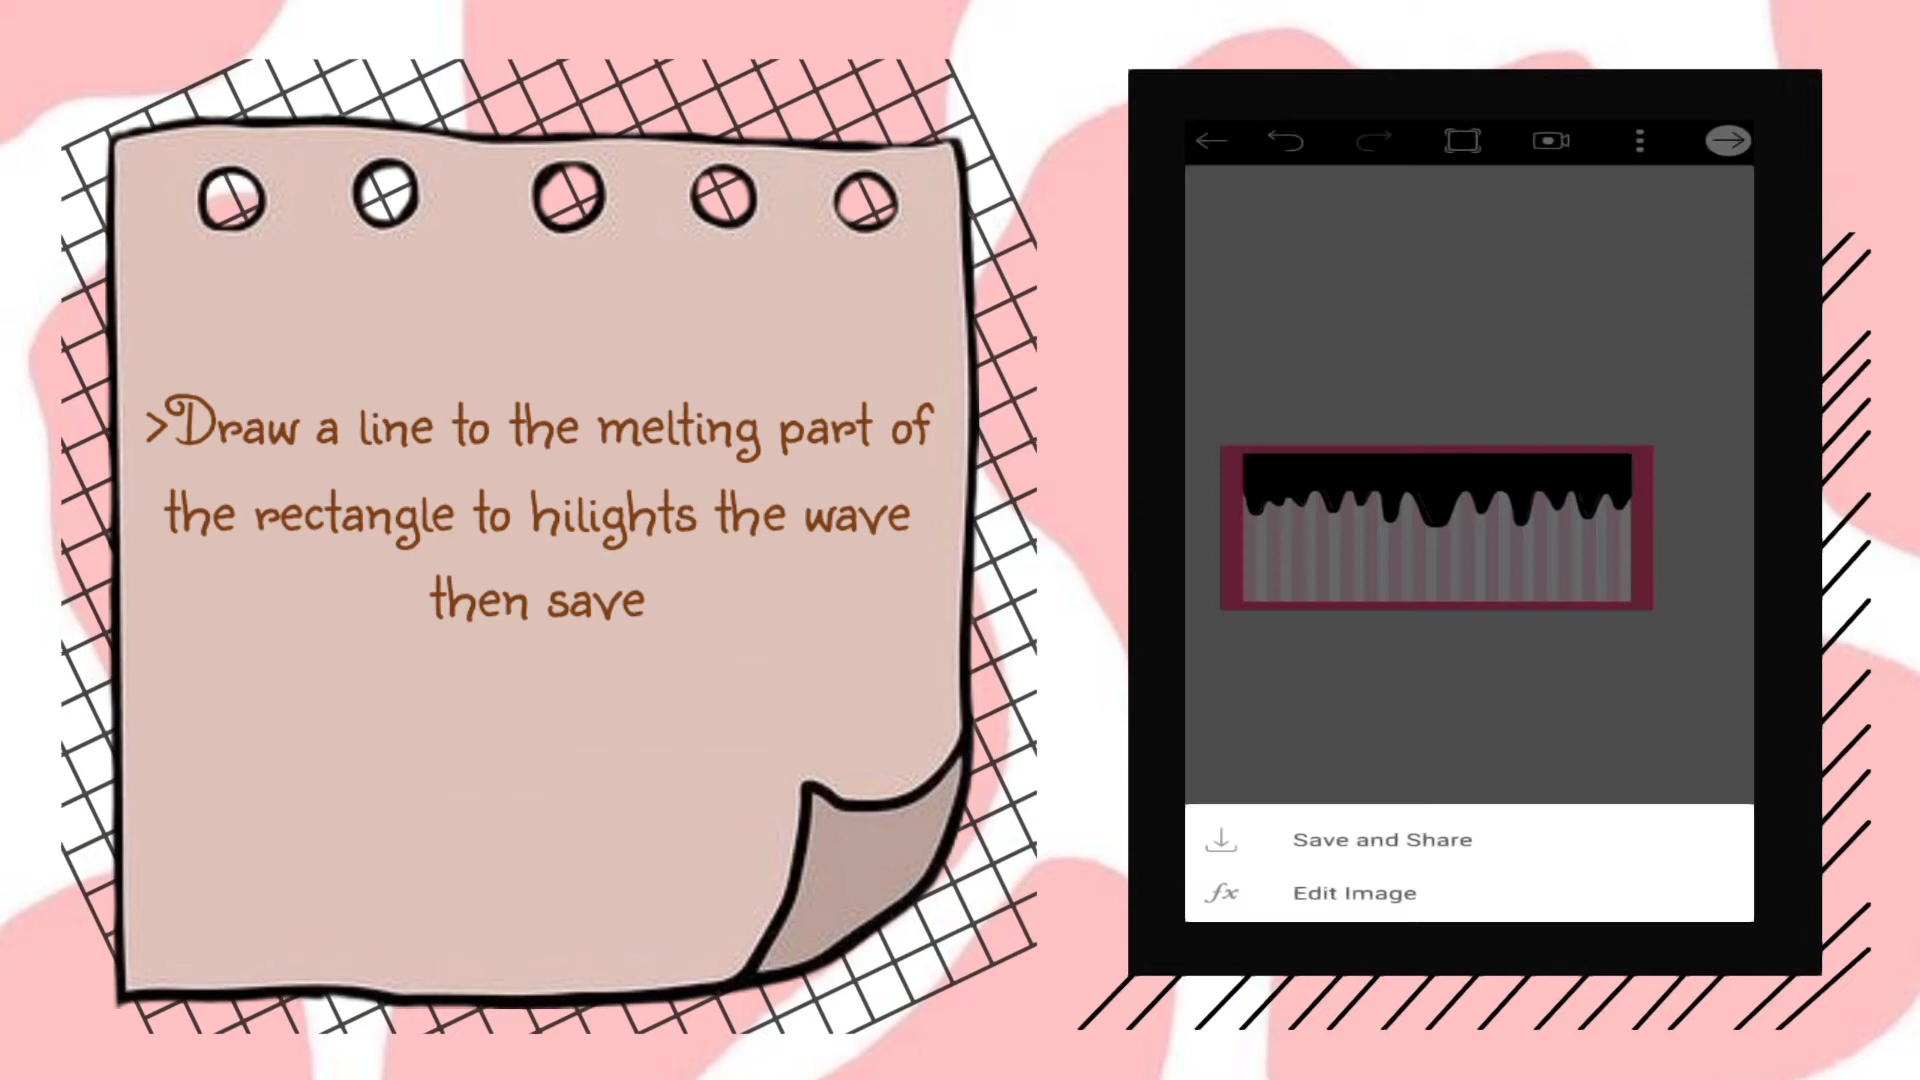 >Draw a line to the melting part of
the rectangle to hilights the wave
then save
Save and Share
fx Edit Image